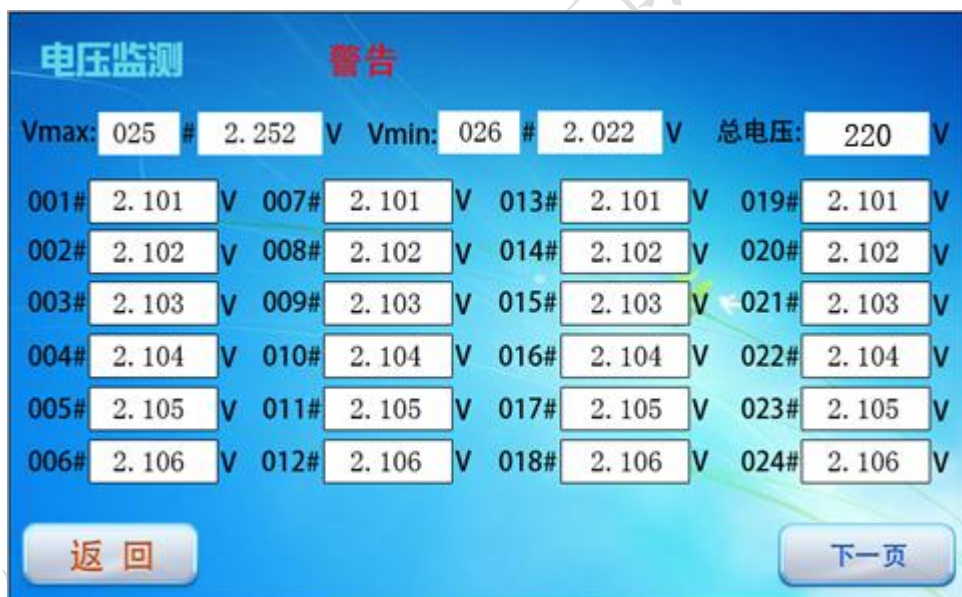 电压监测 警告
Vmax: 025 # 2.252 V Vmin: 026 # 2.022 V 总电压: 220 V
001# 2.101 V 007# 2.101 V 013# 2.101 V 019# 2.101 V
002# 2.102 V 008# 2.102 V 014# 2.102 V 020# 2.102 V
003# 2.103 V 009# 2.103 V 015# 2.103 V 021# 2.103 V
004# 2.104 V 010# 2.104 V 016# 2.104 V 022# 2.104 V
005# 2.105 V 011# 2.105 V 017# 2.105 V 023# 2.105 V
006# 2.106 V 012# 2.106 V 018# 2.106 V 024# 2.106 V
返 回 下一页